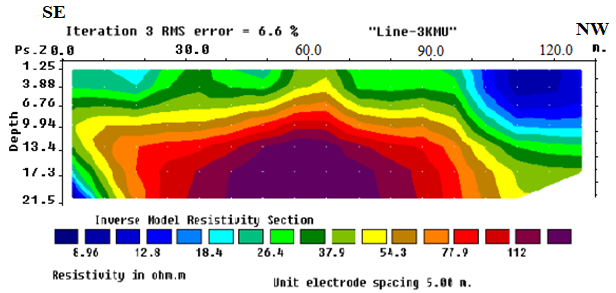 SE
NW
Iteration 3 RMS error = 6.6 % "Line-3KMU"
Ps.Z 0.0 30.0 60.0 90.0 120.0 m.
1.25
3.88
6.76
9.94
13.4
17.3
21.5
Depth
Inverse Model Resistivity Section
8.96 12.8 18.4 26.4 37.9 54.3 77.9 112
Resistivity in ohm.m
Unit electrode spacing 5.00 m.